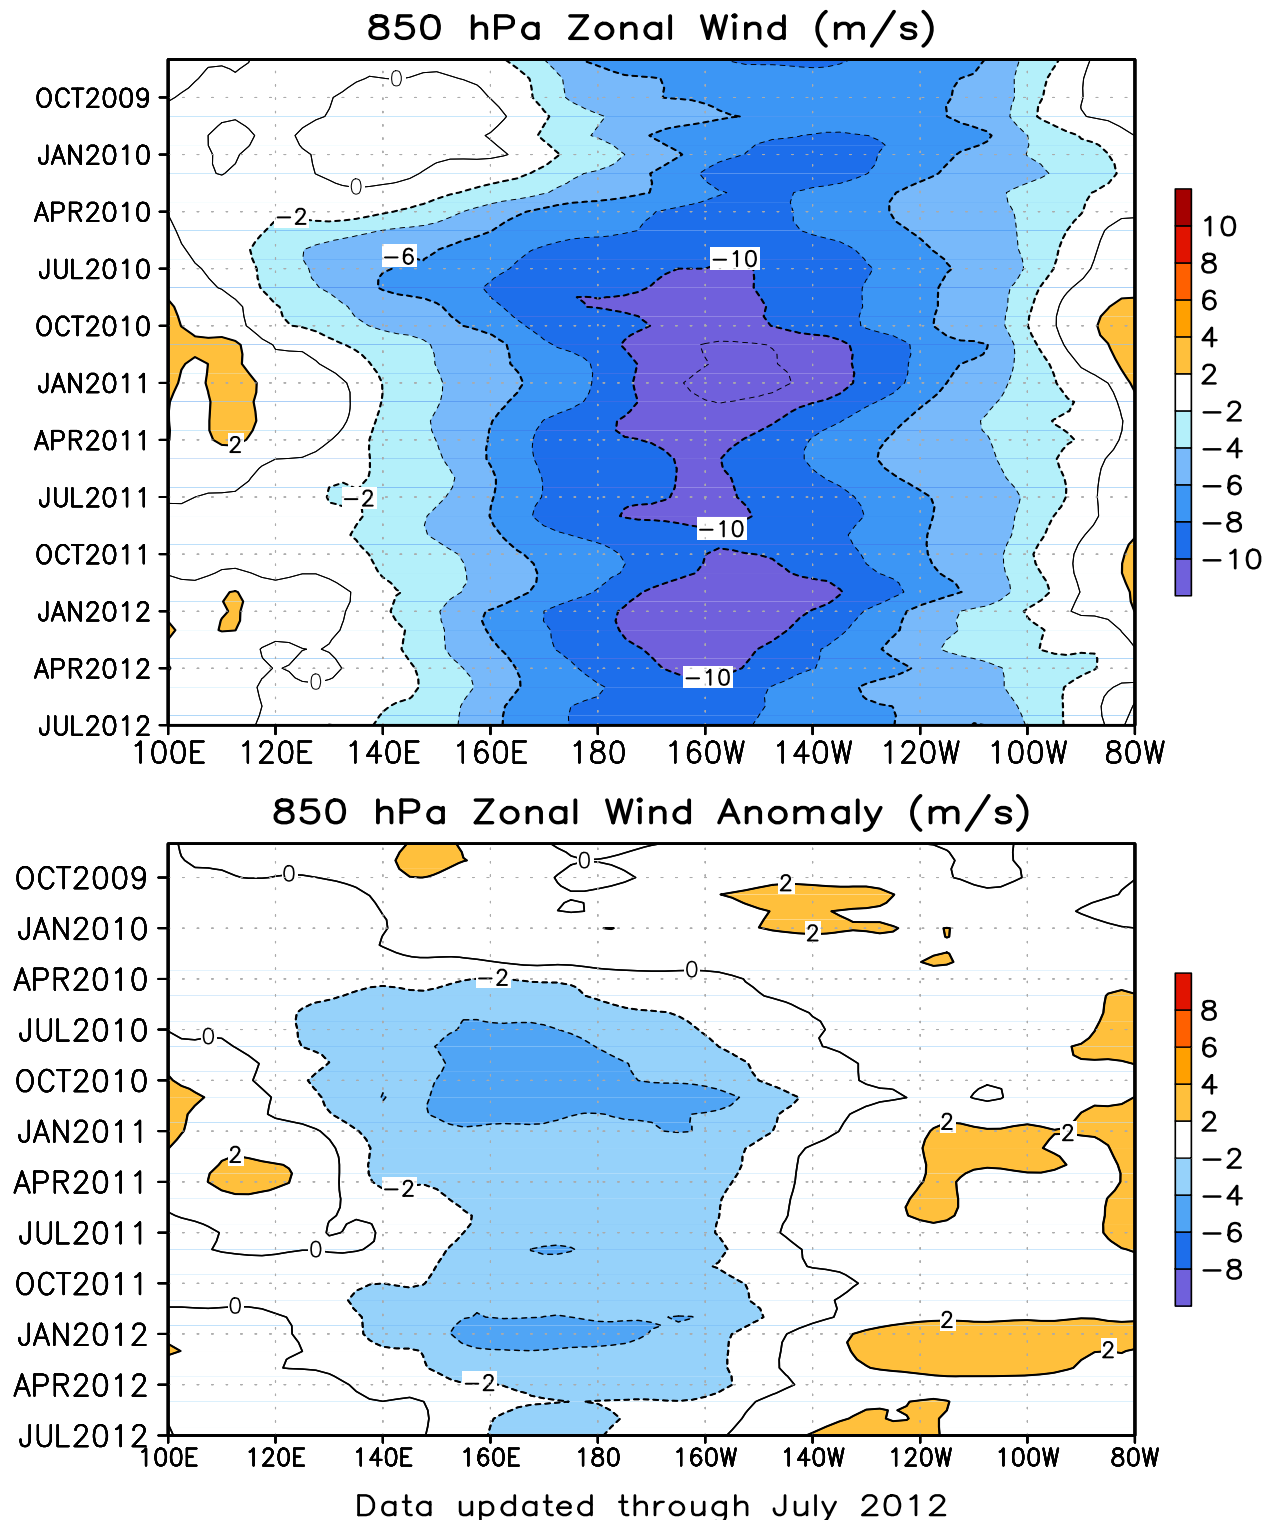 850 hPa Zonal Wind (m/s)
OCT2009
JAN2010
APR2010
JUL2010
OCT2010
JAN2011
APR2011
JUL2011
OCT2011
JAN2012
APR2012
JUL2012
0
0
-2
-6
-10
2
-2
-10
-10
0
100E 120E 140E 160E 180 160W 140W 120W 100W 80W
10
8
6
4
2
-2
-4
-6
-8
-10
850 hPa Zonal Wind Anomaly (m/s)
OCT2009
JAN2010
APR2010
JUL2010
OCT2010
JAN2011
APR2011
JUL2011
OCT2011
JAN2012
APR2012
JUL2012
0
0
2
2
0
-2
0
2
2
2
-2
0
0
2
2
-2
100E 120E 140E 160E 180 160W 140W 120W 100W 80W
8
6
4
2
-2
-4
-6
-8
Data updated through July 2012